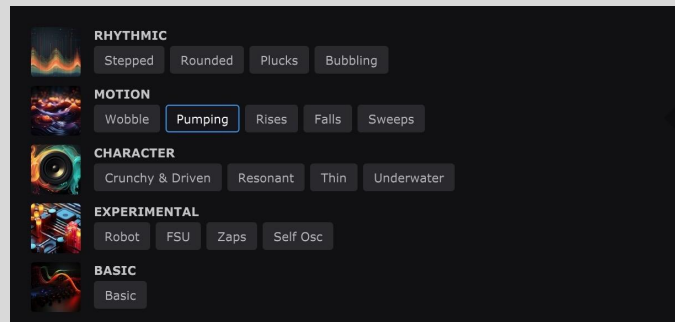 RHYTHMIC
Stepped Rounded Plucks Bubbling
MOTION
Wobble Pumping Rises Falls Sweeps
CHARACTER
Crunchy & Driven Resonant Thin Underwater
EXPERIMENTAL
Robot FSU Zaps Self Osc
BASIC
Basic